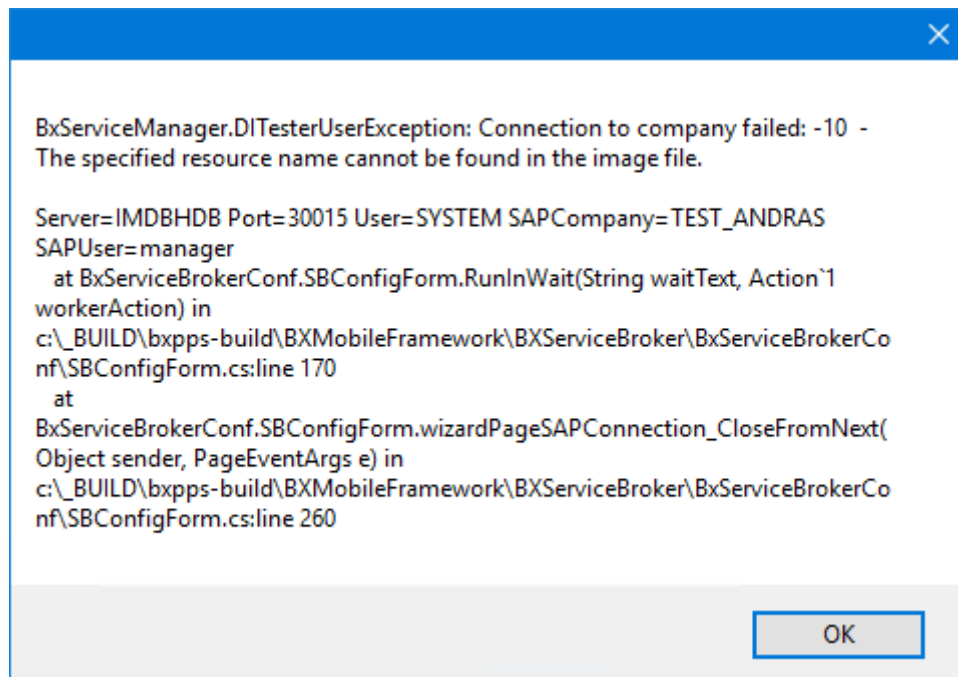 BxServiceManager.DITesterUserException: Connection to company failed: -10  -
The specified resource name cannot be found in the image file.
Server=IMDBHDB Port=30015 User=SYSTEM SAPCompany=TEST_ANDRAS
SAPUser=manager
at BxServiceBrokerConf.SBConfigForm.RunInWait(String waitText, Action`1
workerAction) in
c:\_BUILD\bxpps-build\BXMobileFramework\BXServiceBroker\BxServiceBrokerCo
nf\SBConfigForm.cs:line 170
at
BxServiceBrokerConf.SBConfigForm.wizardPageSAPConnection_CloseFromNext(
Object sender, PageEventArgs e) in
c:\_BUILD\bxpps-build\BXMobileFramework\BXServiceBroker\BxServiceBrokerCo
nf\SBConfigForm.cs:line 260
OK